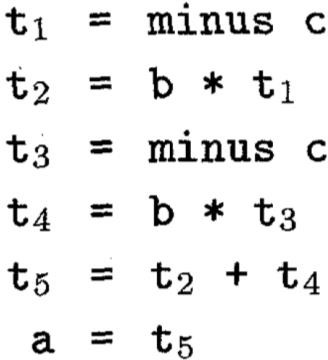 t₁ = minus c
t₂ = b * t₁
t₃ = minus c
t₄ = b * t₃
t₅ = t₂ + t₄
a = t₅